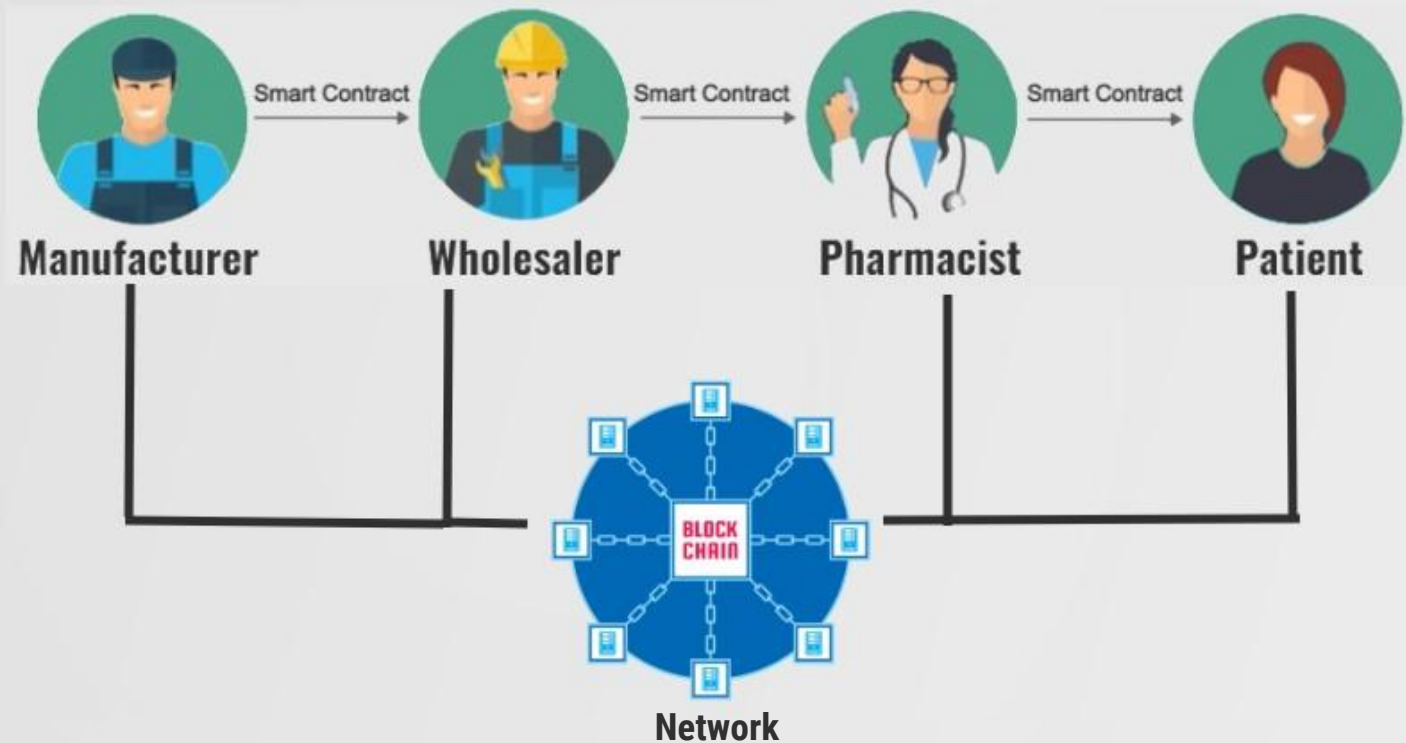 Smart Contract
Smart Contract
Smart Contract
Manufacturer
Wholesaler
Pharmacist
Patient
BLOCK
CHAIN
Network